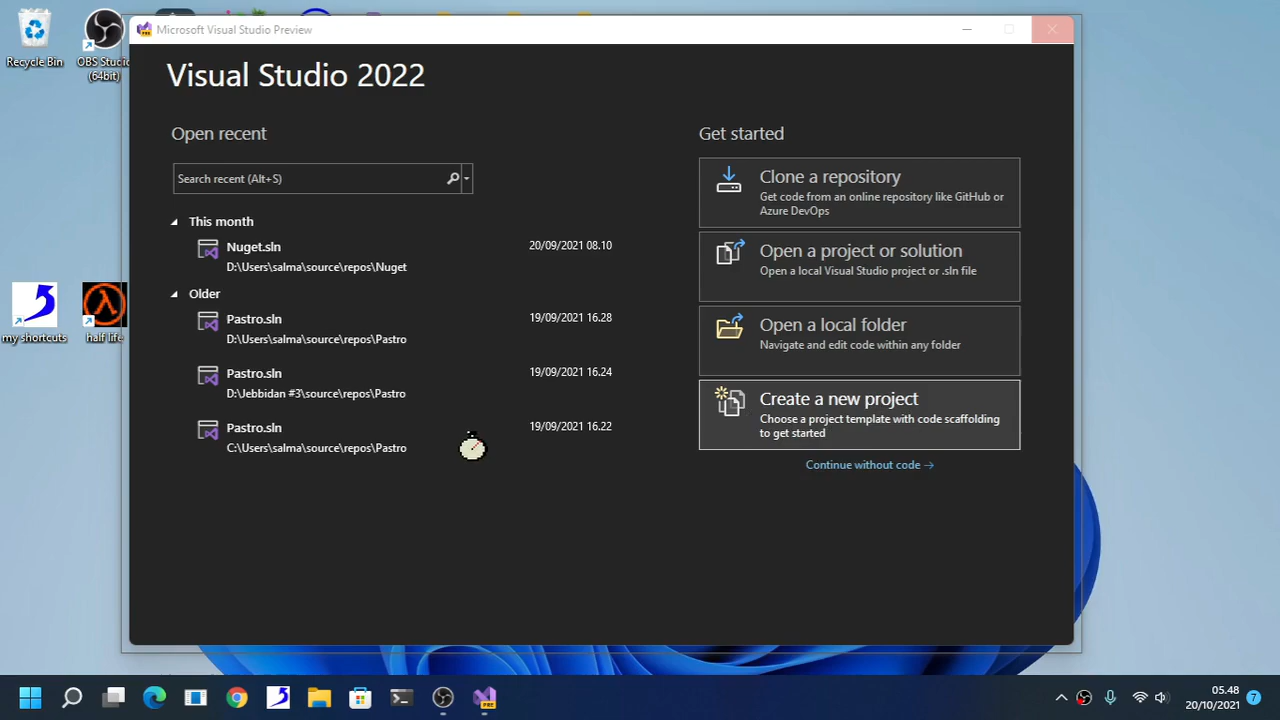 Recycle Bin
OBS Studio
(64bit)
my shortcuts
half life
Microsoft Visual Studio Preview
Visual Studio 2022
Open recent
Search recent (Alt+S)
This month
Nuget.sln
20/09/2021 08.10
D:\Users\salma\source\repos\Nuget
Older
Pastro.sln
19/09/2021 16.28
D:\Users\salma\source\repos\Pastro
Pastro.sln
19/09/2021 16.24
D:\Jebbidan #3\source\repos\Pastro
Pastro.sln
19/09/2021 16.22
C:\Users\salma\source\repos\Pastro
Get started
Clone a repository
Get code from an online repository like GitHub or
Azure DevOps
Open a project or solution
Open a local Visual Studio project or .sln file
Open a local folder
Navigate and edit code within any folder
Create a new project
Choose a project template with code scaffolding
to get started
Continue without code →
PRE
05.48
20/10/2021
7